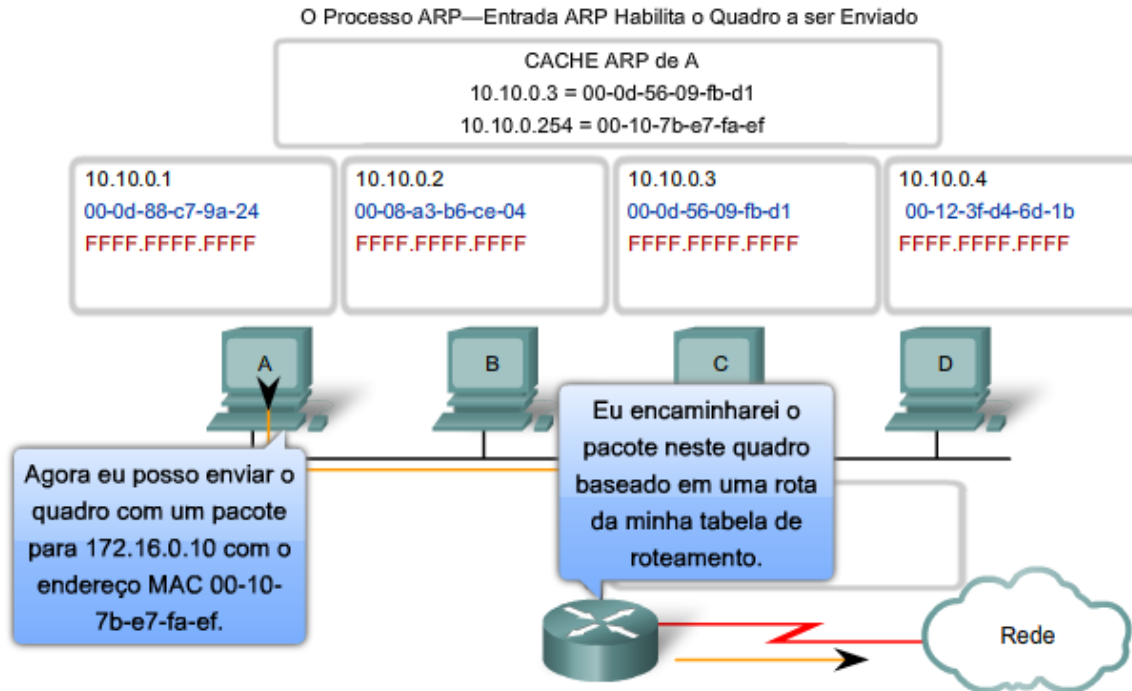 O Processo ARP—Entrada ARP Habilita o Quadro a ser Enviado
CACHE ARP de A
10.10.0.3 = 00-0d-56-09-fb-d1
10.10.0.254 = 00-10-7b-e7-fa-ef
10.10.0.1
00-0d-88-c7-9a-24
FFFF.FFFF.FFFF
10.10.0.2
00-08-a3-b6-ce-04
FFFF.FFFF.FFFF
10.10.0.3
00-0d-56-09-fb-d1
FFFF.FFFF.FFFF
10.10.0.4
00-12-3f-d4-6d-1b
FFFF.FFFF.FFFF
A
B
C
D
Agora eu posso enviar o
quadro com um pacote
para 172.16.0.10 com o
endereço MAC 00-10-
7b-e7-fa-ef.
Eu encaminharei o
pacote neste quadro
baseado em uma rota
da minha tabela de
roteamento.
Rede